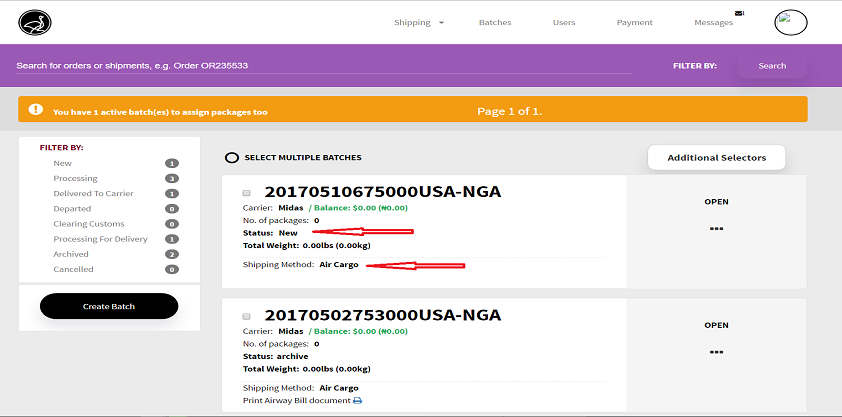 Shipping Batches Users Payment Messages
Search for orders or shipments, e.g. Order OR235533 FILTER BY: Search
You have 1 active batch(es) to assign packages too Page 1 of 1.
FILTER BY:
New 1
Processing 3
Delivered To Carrier 1
Departed 0
Clearing Customs 0
Processing For Delivery 1
Archived 2
Cancelled 0
Create Batch
SELECT MULTIPLE BATCHES Additional Selectors
20170510675000USA-NGA
Carrier: Midas / Balance: $0.00 (₦0.00)
No. of packages: 0
Status: New
Total Weight: 0.00lbs (0.00kg)
Shipping Method: Air Cargo
OPEN
20170502753000USA-NGA
Carrier: Midas / Balance: $0.00 (₦0.00)
No. of packages: 0
Status: archive
Total Weight: 0.00lbs (0.00kg)
Shipping Method: Air Cargo
Print Airway Bill document
OPEN